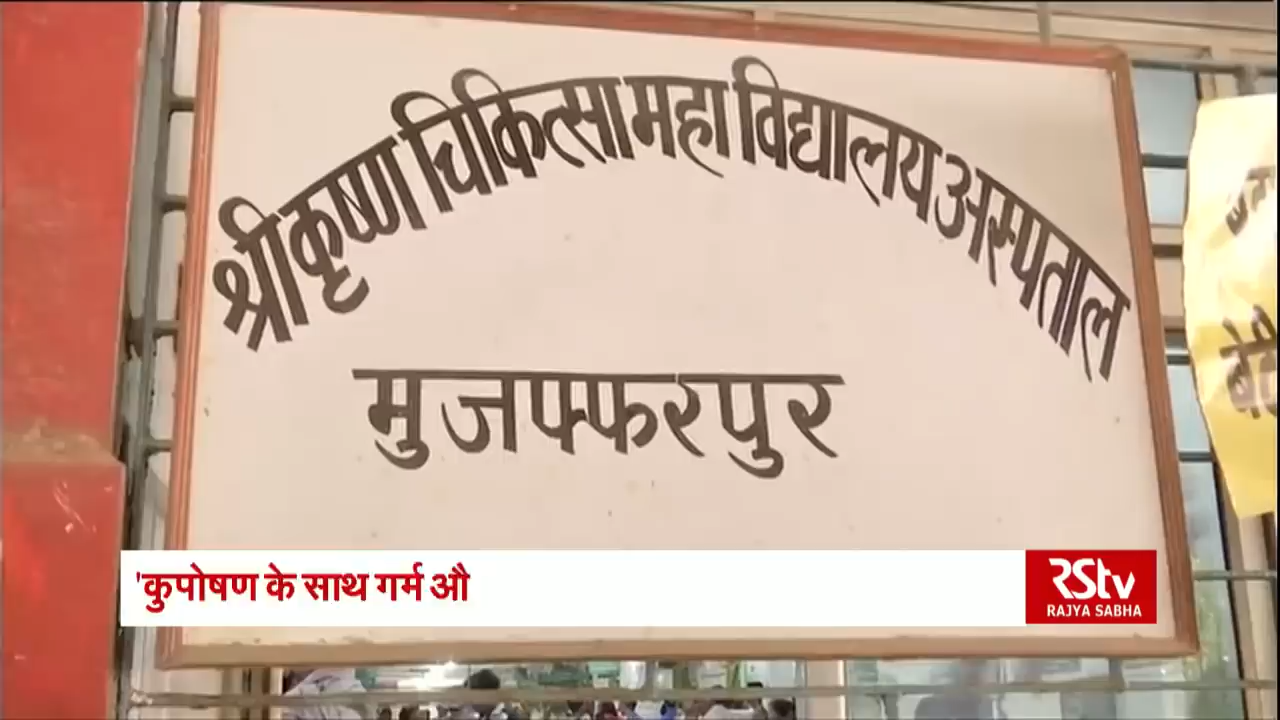 श्रीकृष्ण चिकित्सा महा विद्यालय अस्पताल
मुजफ्फरपुर
'कुपोषण के साथ गर्म औ
RStv
RAJYA SABHA